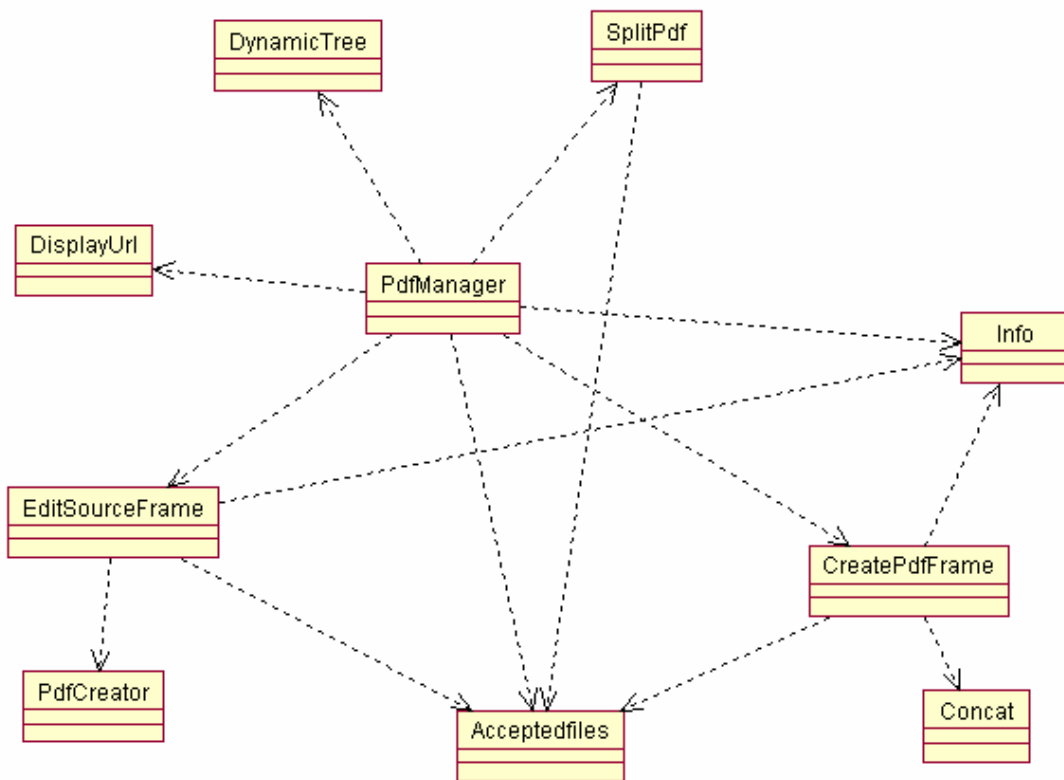 DynamicTree
SplitPdf
DisplayUrl
PdfManager
Info
EditSourceFrame
CreatePdfFrame
PdfCreator
Acceptedfiles
Concat